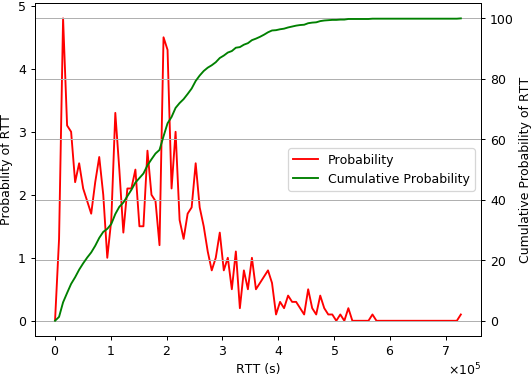 5
4
3
2
1
0
Probability of RTT
100
80
60
40
20
0
Cumulative Probability of RTT
Probability
Cumulative Probability
0 1 2 3 4 5 6 7
RTT (s)
×10⁵